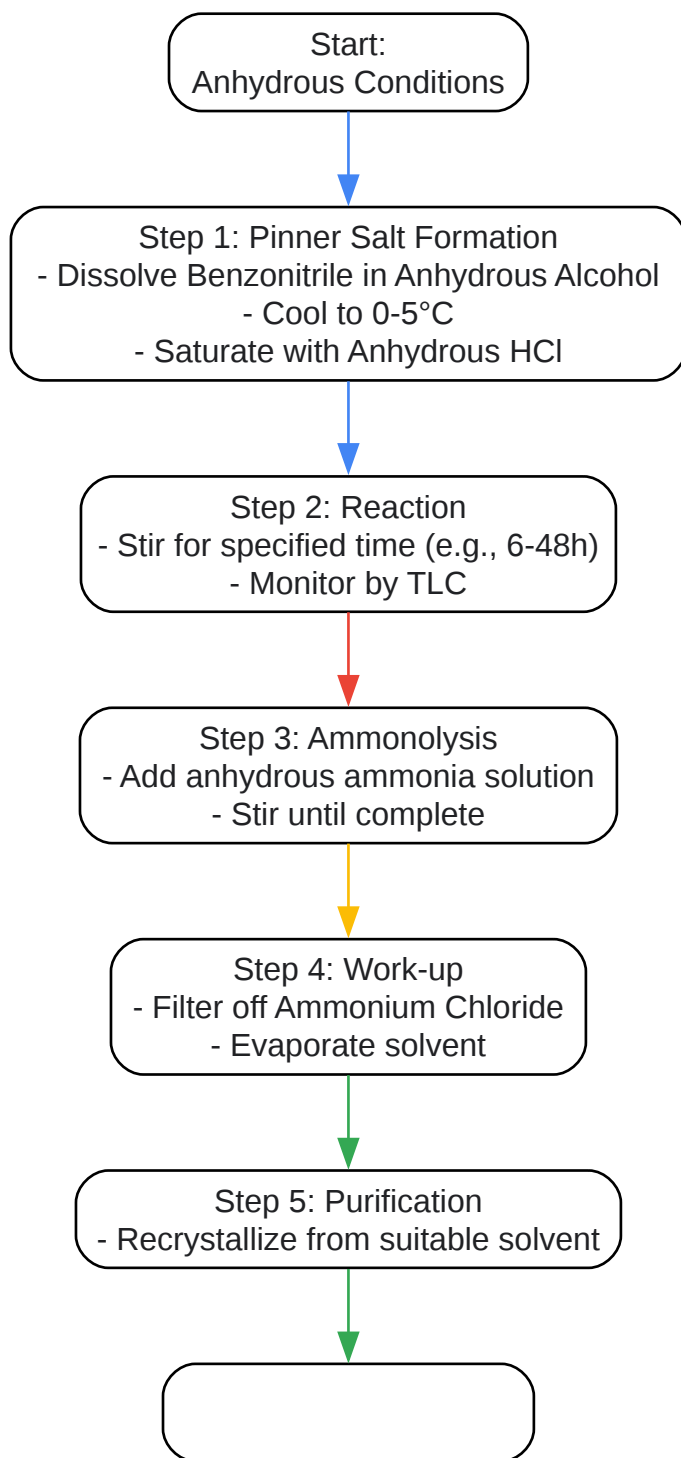 Start:
Anhydrous Conditions
Step 1: Pinner Salt Formation
- Dissolve Benzonitrile in Anhydrous Alcohol
- Cool to 0-5°C
- Saturate with Anhydrous HCl
Step 2: Reaction
- Stir for specified time (e.g., 6-48h)
- Monitor by TLC
Step 3: Ammonolysis
- Add anhydrous ammonia solution
- Stir until complete
Step 4: Work-up
- Filter off Ammonium Chloride
- Evaporate solvent
Step 5: Purification
- Recrystallize from suitable solvent